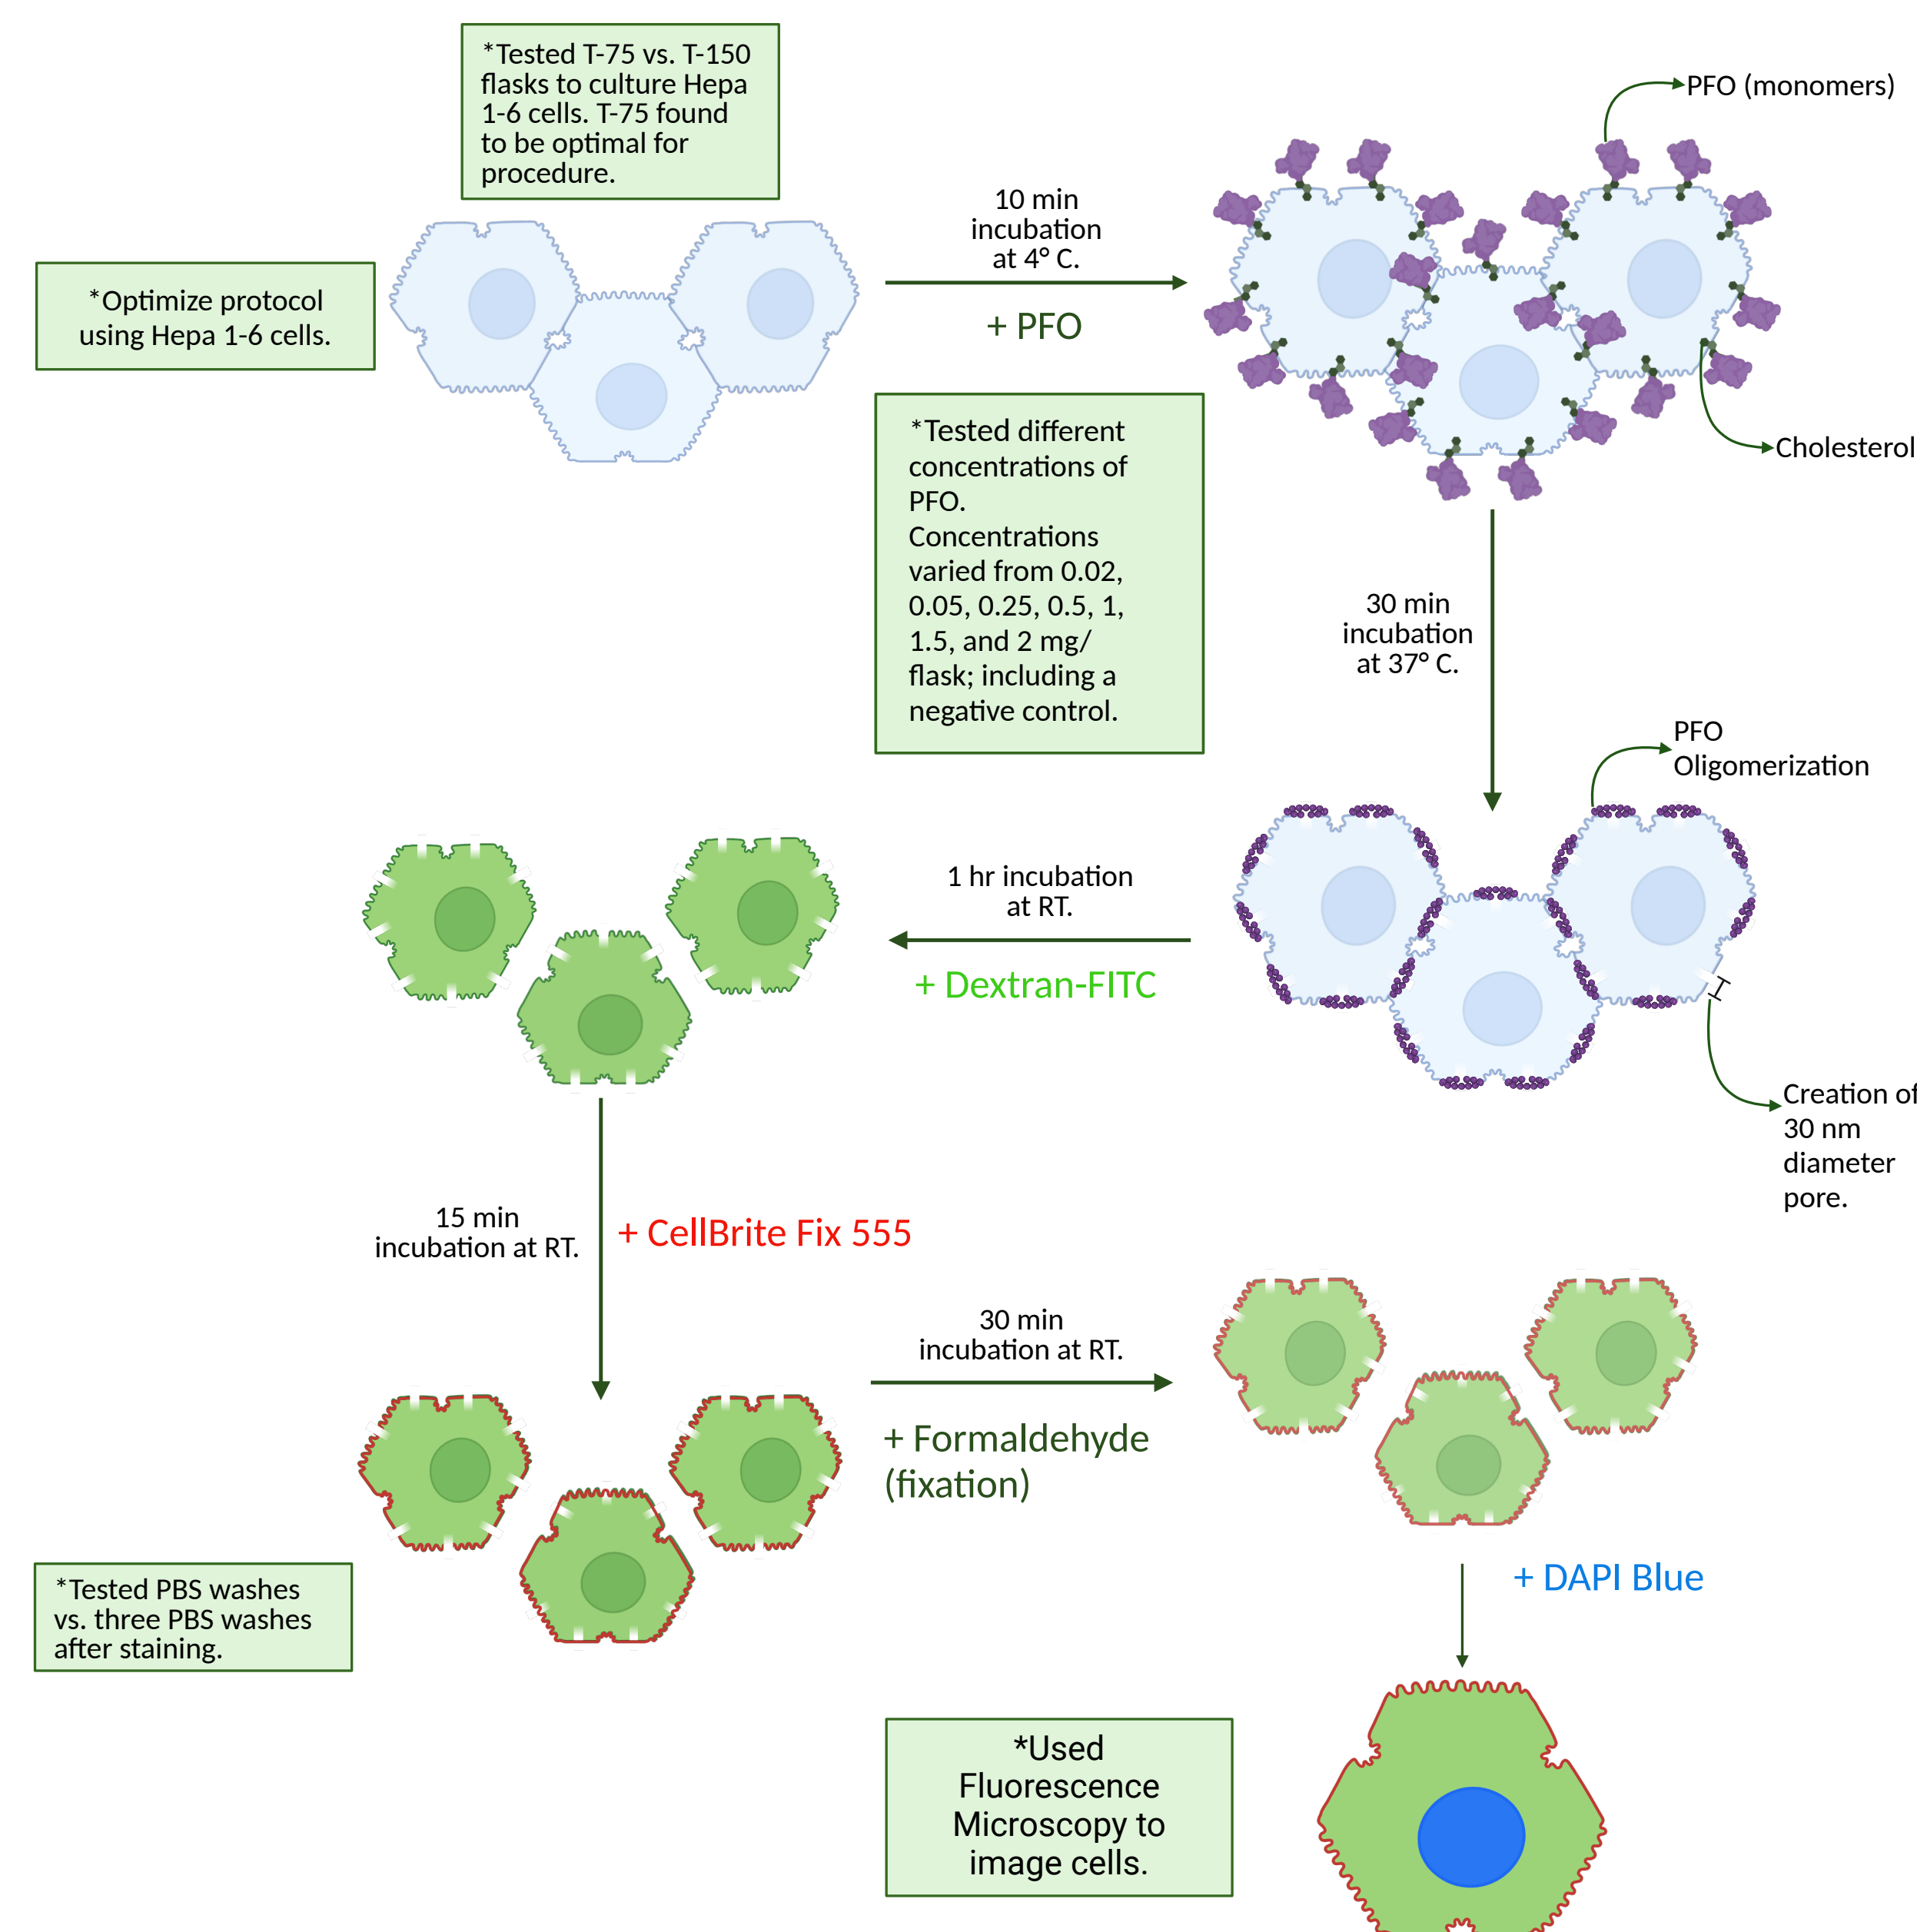 *Tested T-75 vs. T-150
flasks to culture Hepa
1-6 cells. T-75 found
to be optimal for
procedure.
*Optimize protocol
using Hepa 1-6 cells.
10 min
incubation
at 4° C.
+ PFO
PFO (monomers)
Cholesterol
*Tested different
concentrations of
PFO.
Concentrations
varied from 0.02,
0.05, 0.25, 0.5, 1,
1.5, and 2 mg/
flask; including a
negative control.
30 min
incubation
at 37° C.
PFO
Oligomerization
Creation of
30 nm
diameter
pore.
1 hr incubation
at RT.
+ Dextran-FITC
15 min
incubation at RT.
+ CellBrite Fix 555
*Tested PBS washes
vs. three PBS washes
after staining.
30 min
incubation at RT.
+ Formaldehyde
(fixation)
+ DAPI Blue
*Used
Fluorescence
Microscopy to
image cells.